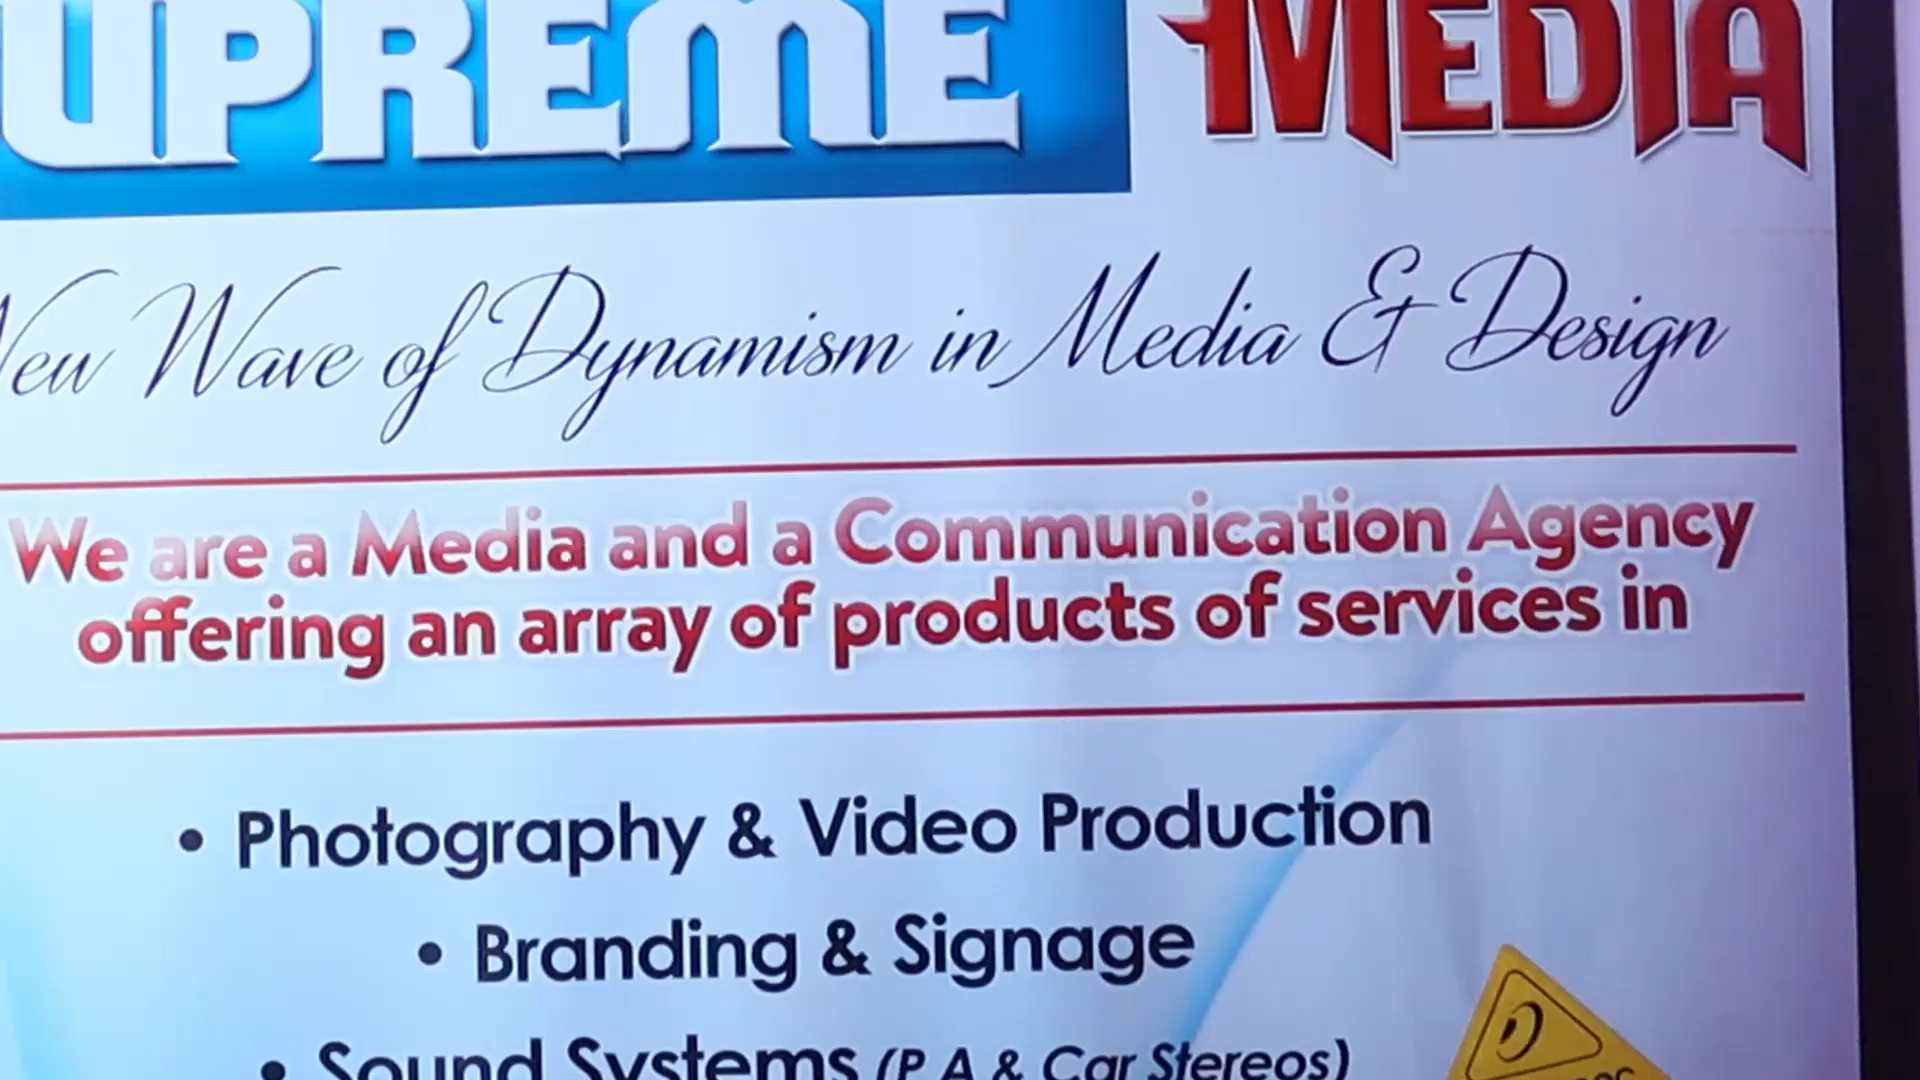 UPREME MEDIA
New Wave of Dynamism in Media & Design
We are a Media and a Communication Agency
offering an array of products of services in
• Photography & Video Production
• Branding & Signage
• Sound Systems (P A & Car Stereos)